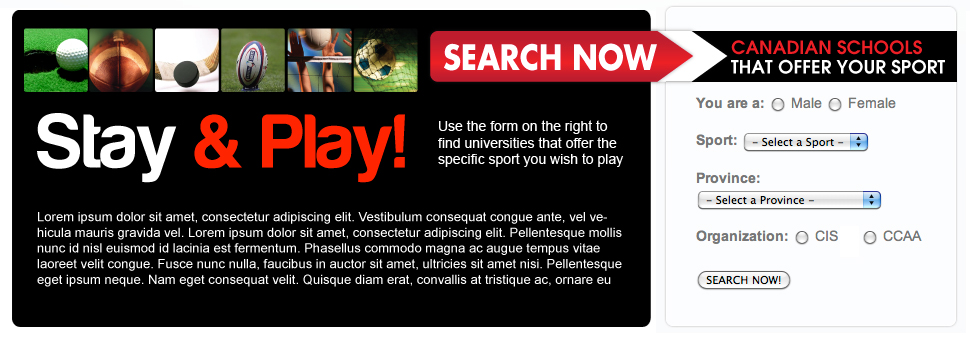 SEARCH NOW
CANADIAN SCHOOLS
THAT OFFER YOUR SPORT
Stay & Play!
Use the form on the right to
find universities that offer the
specific sport you wish to play
Lorem ipsum dolor sit amet, consectetur adipiscing elit. Vestibulum consequat congue ante, vel ve-
hicula mauris gravida vel. Lorem ipsum dolor sit amet, consectetur adipiscing elit. Pellentesque mollis
nunc id nisl euismod id lacinia est fermentum. Phasellus commodo magna ac augue tempus vitae
laoreet velit congue. Fusce nunc nulla, faucibus in auctor sit amet, ultricies sit amet nisi. Pellentesque
eget ipsum neque. Nam eget consequat velit. Quisque diam erat, convallis at tristique ac, ornare eu
You are a: Male Female
Sport: – Select a Sport –
Province:
– Select a Province –
Organization: CIS CCAA
SEARCH NOW!